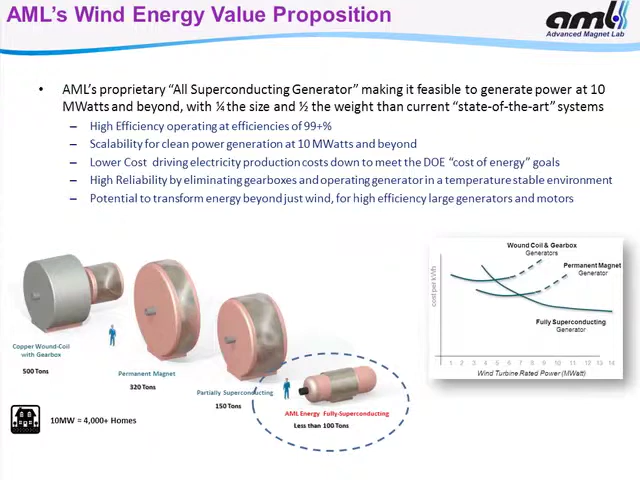 AML's Wind Energy Value Proposition
aml
Advanced Magnet Lab
• AML's proprietary "All Superconducting Generator" making it feasible to generate power at 10
MWatts and beyond, with ¼ the size and ½ the weight than current "state-of-the-art" systems
– High Efficiency operating at efficiencies of 99+%
– Scalability for clean power generation at 10 MWatts and beyond
– Lower Cost driving electricity production costs down to meet the DOE "cost of energy" goals
– High Reliability by eliminating gearboxes and operating generator in a temperature stable environment
– Potential to transform energy beyond just wind, for high efficiency large generators and motors
Copper Wound-Coil
with Gearbox
500 Tons
Permanent Magnet
320 Tons
Partially Superconducting
150 Tons
AML Energy Fully-Superconducting
Less than 100 Tons
10MW = 4,000+ Homes
Wound Coil & Gearbox
Generators
Permanent Magnet
Generator
Fully Superconducting
Generator
cost per kWh
1 2 3 4 5 6 7 8 9 10 11 12 13 14
Wind Turbine Rated Power (MWatt)